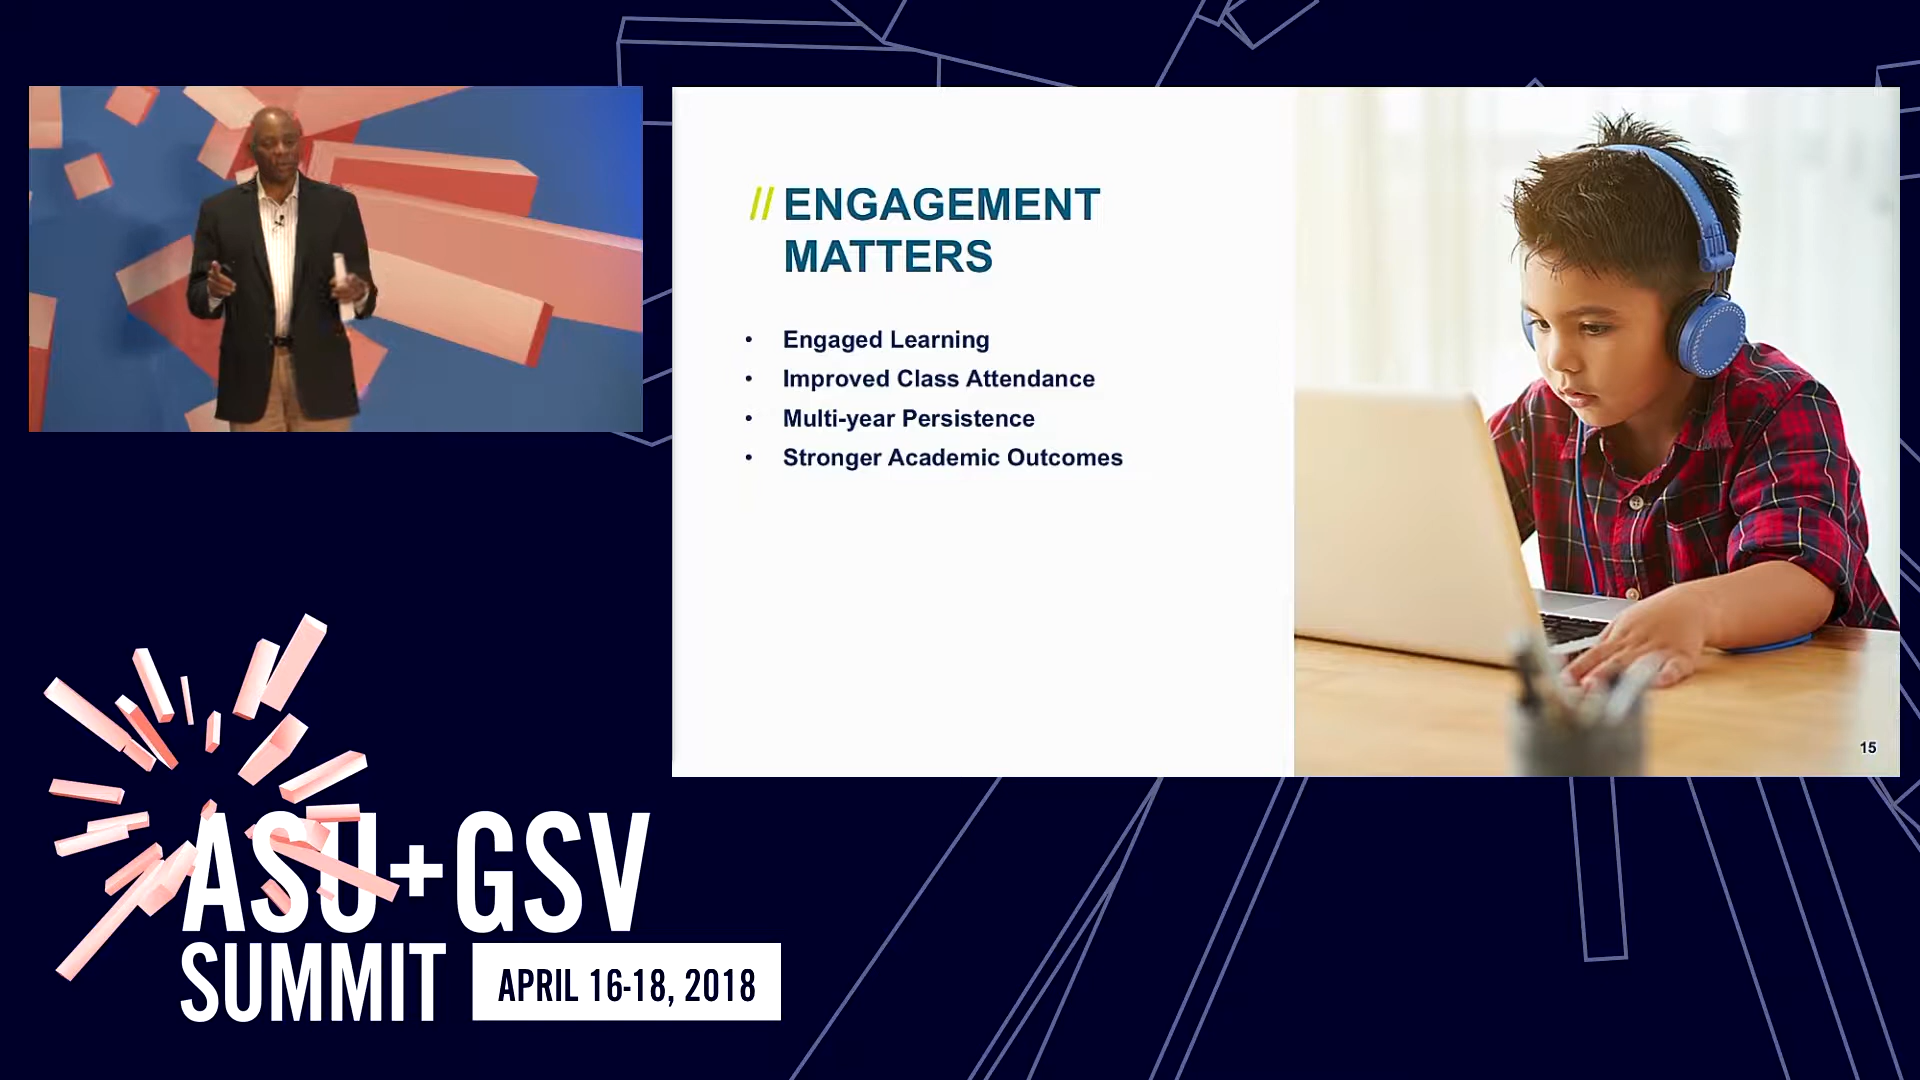 // ENGAGEMENT
MATTERS
• Engaged Learning
• Improved Class Attendance
• Multi-year Persistence
• Stronger Academic Outcomes
15
ASU+GSV
SUMMIT
APRIL 16-18, 2018